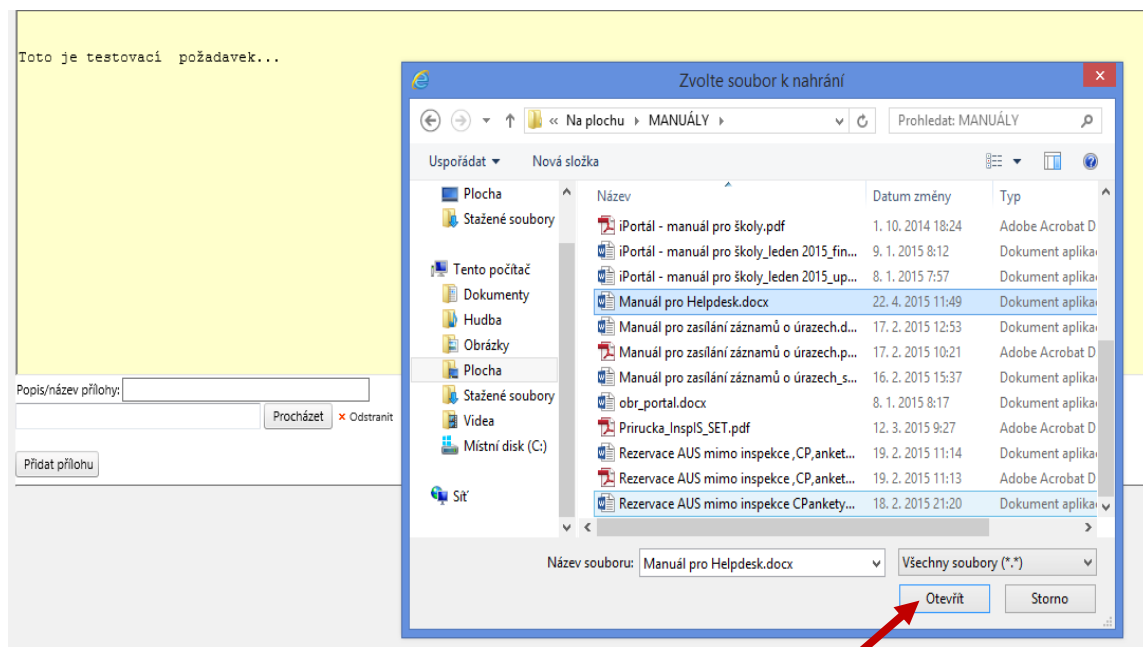 Toto je testovací  požadavek...
Popis/název přílohy:
Procházet × Odstranit
Přidat přílohu
Zvolte soubor k nahrání
« Na plochu MANUÁLY
Prohledat: MANUÁLY
Uspořádat Nová složka
Plocha
Stažené soubory
Tento počítač
Dokumenty
Hudba
Obrázky
Plocha
Stažené soubory
Videa
Místní disk (C:)
Síť
Název Datum změny Typ
iPortál - manuál pro školy.pdf 1. 10. 2014 18:24 Adobe Acrobat D
iPortál - manuál pro školy_leden 2015_fin... 9. 1. 2015 8:12 Dokument aplika
iPortál - manuál pro školy_leden 2015_up... 8. 1. 2015 7:57 Dokument aplika
Manuál pro Helpdesk.docx 22. 4. 2015 11:49 Dokument aplika
Manuál pro zasílání záznamů o úrazech.d... 17. 2. 2015 12:53 Dokument aplika
Manuál pro zasílání záznamů o úrazech.p... 17. 2. 2015 10:21 Adobe Acrobat D
Manuál pro zasílání záznamů o úrazech_s... 16. 2. 2015 15:37 Dokument aplika
obr_portal.docx 8. 1. 2015 8:17 Dokument aplika
Prirucka_InspIS_SET.pdf 12. 3. 2015 9:27 Adobe Acrobat D
Rezervace AUS mimo inspekce ,CP,anket... 19. 2. 2015 11:14 Dokument aplika
Rezervace AUS mimo inspekce ,CP,anket... 19. 2. 2015 11:13 Adobe Acrobat D
Rezervace AUS mimo inspekce CPankety... 18. 2. 2015 21:20 Dokument aplika
Název souboru: Manuál pro Helpdesk.docx Všechny soubory (*.*)
Otevřít Storno